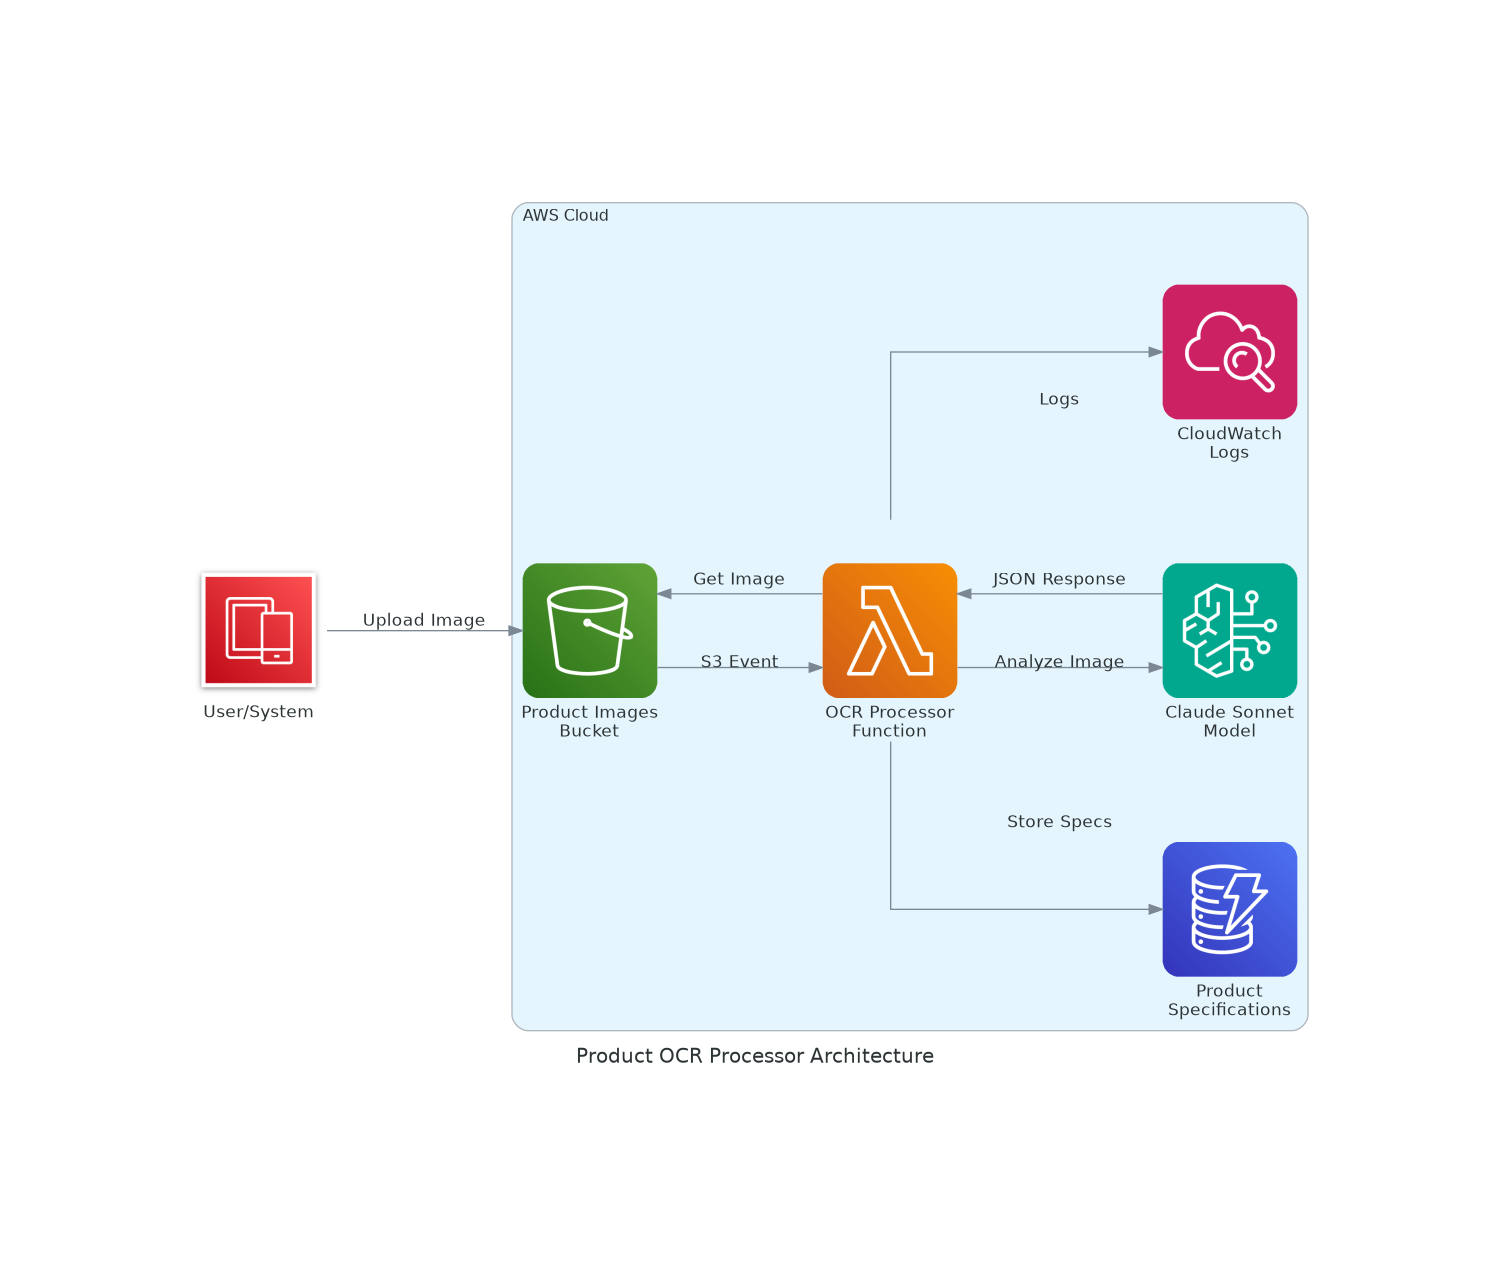 AWS Cloud
Logs
CloudWatch
Logs
Upload Image
Get Image
JSON Response
S3 Event
Analyze Image
User/System
Product Images
Bucket
OCR Processor
Function
Claude Sonnet
Model
Store Specs
Product
Specifications
Product OCR Processor Architecture